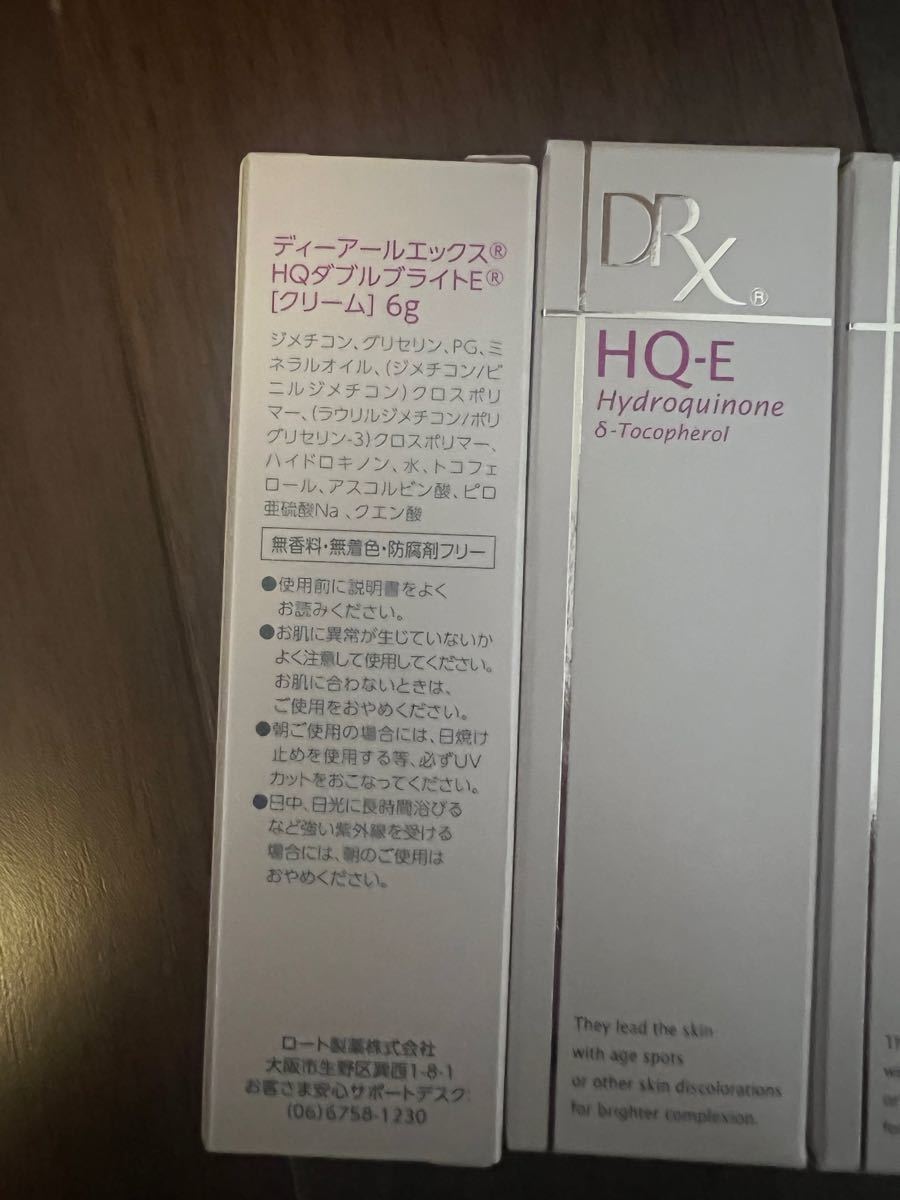 ディーアールエックス®
HQダブルブライトE®
[クリーム] 6g
ジメチコン、グリセリン、PG、ミ
ネラルオイル、(ジメチコン/ビ
ニルジメチコン)クロスポリ
マー、(ラウリルジメチコン/ポリ
グリセリン-3)クロスポリマー、
ハイドロキノン、水、トコフェ
ロール、アスコルビン酸、ピロ
亜硫酸Na、クエン酸
無香料・無着色・防腐剤フリー
●使用前に説明書をよく
お読みください。
●お肌に異常が生じていないか
よく注意して使用してください。
お肌に合わないときは、
ご使用をおやめください。
●朝ご使用の場合には、日焼け
止めを使用する等、必ずUV
カットをおこなってください。
●日中、日光に長時間浴びる
など強い紫外線を受ける
場合には、朝のご使用は
おやめください。
ロート製薬株式会社
大阪市生野区巽西1-8-1
お客さま安心サポートデスク:
(06)6758-1230
DRX®
HQ-E
Hydroquinone
δ-Tocopherol
They lead the skin
with age spots
or other skin discolorations
for brighter complexion.